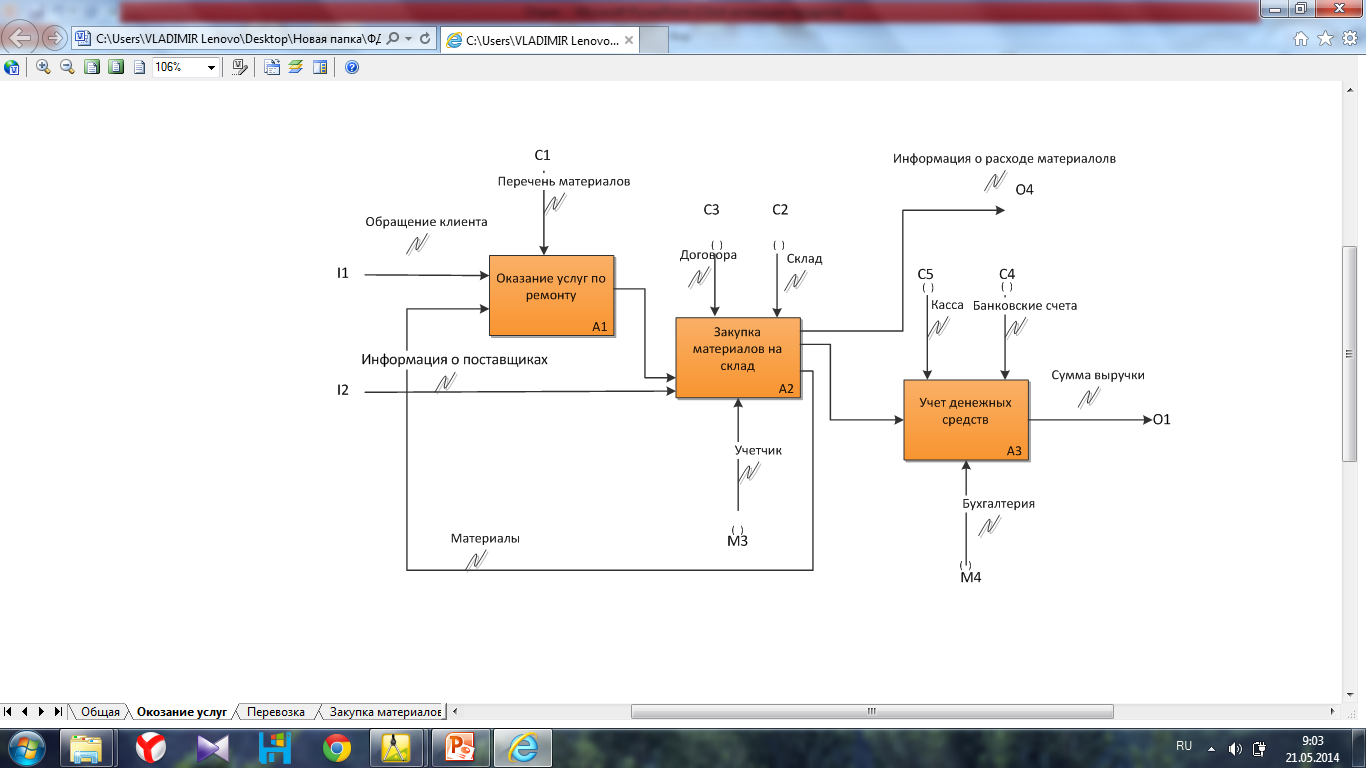 C:\Users\VLADIMIR Lenovo\Desktop\Новая папка\ФД
C:\Users\VLADIMIR Lenovo...
106%
C1
Перечень материалов
Информация о расходе материалолв
O4
C3
C2
Обращение клиента
( )
( )
Договора
Склад
I1
Оказание услуг по
ремонту
A1
C5
C4
( )
( )
Касса
Банковские счета
Закупка
материалов на
склад
A2
Информация о поставщиках
I2
Сумма выручки
Учет денежных
средств
A3
O1
Учетчик
Бухгалтерия
Материалы
( )
M3
( )
M4
Общая
Окозание услуг
Перевозка
Закупка материалов
RU
9:03
21.05.2014